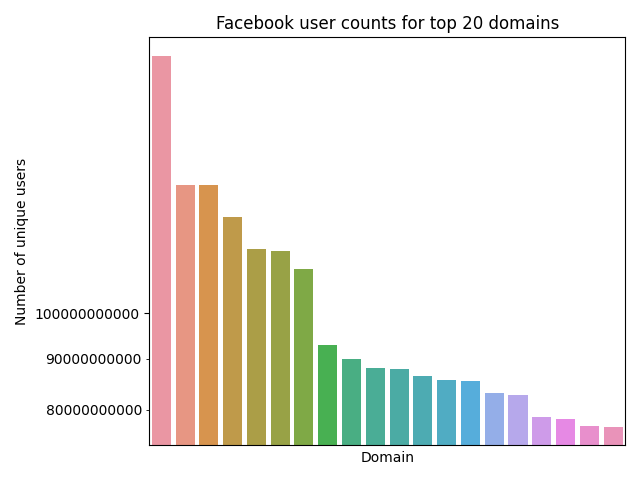 Facebook user counts for top 20 domains
Number of unique users
100000000000
90000000000
80000000000
Domain